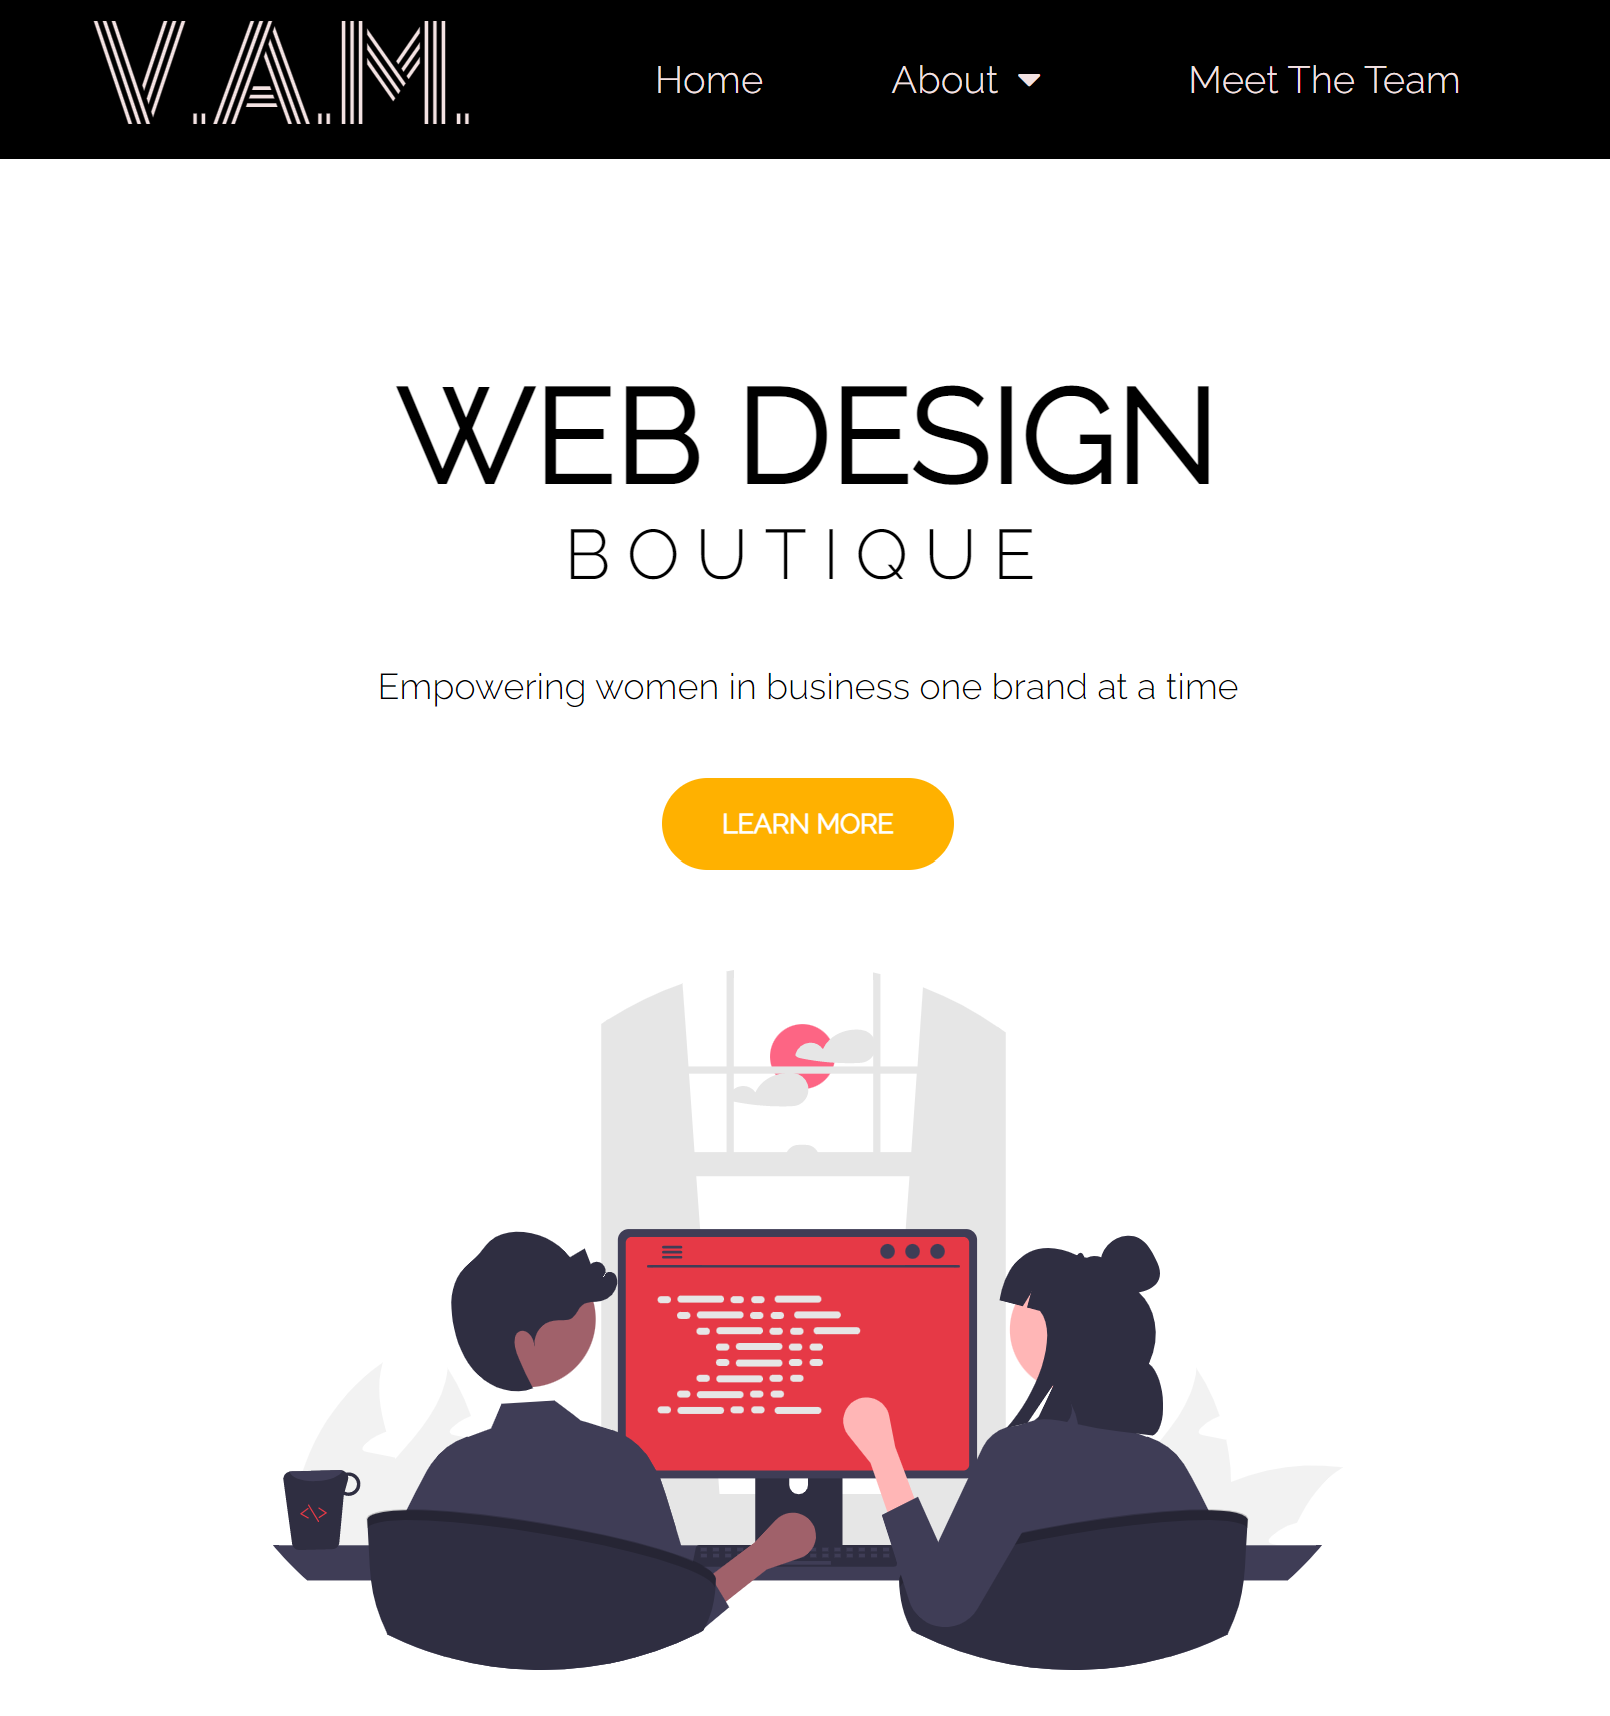 V.A.M.
Home
About
Meet The Team
WEB DESIGN
BOUTIQUE
Empowering women in business one brand at a time
LEARN MORE
<\>